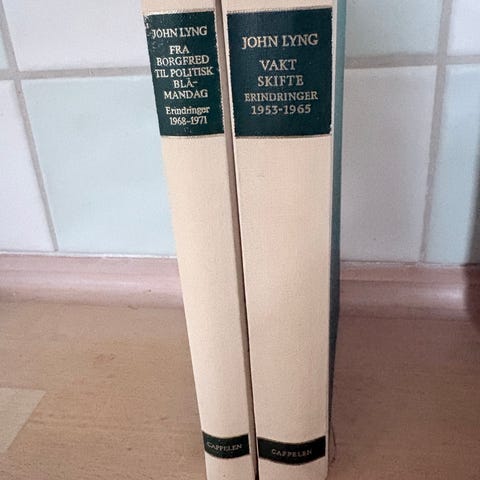 JOHN LYNG
FRA
BORGFRED
TIL POLITISK
BLÅ-
MANDAG
Erindringer
1968-1971
CAPPELEN
JOHN LYNG
VAKT
SKIFTE
ERINDRINGER
1953-1965
CAPPELEN